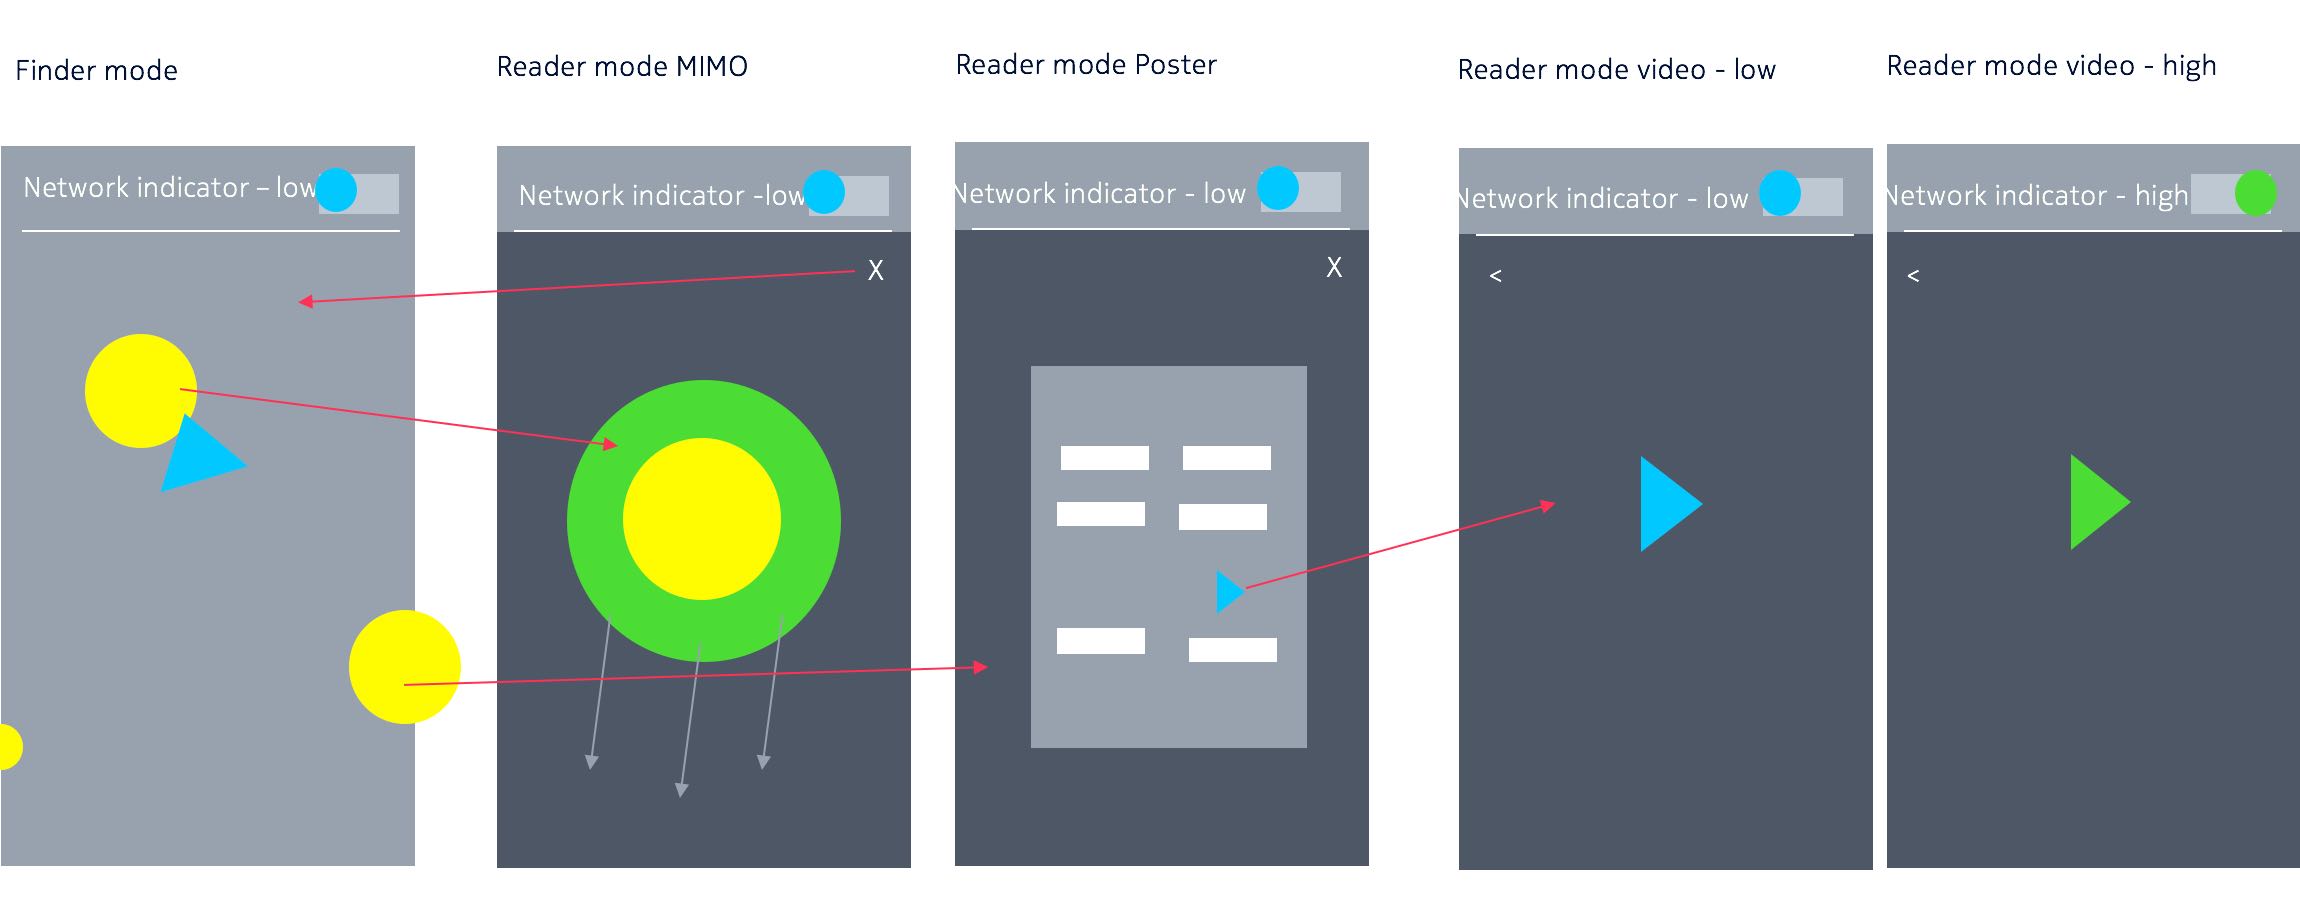 Finder mode
Reader mode MIMO
Reader mode Poster
Reader mode video - low
Reader mode video - high
Network indicator – low
Network indicator -low
Network indicator - low
Network indicator - low
Network indicator - high
X
X
<
<